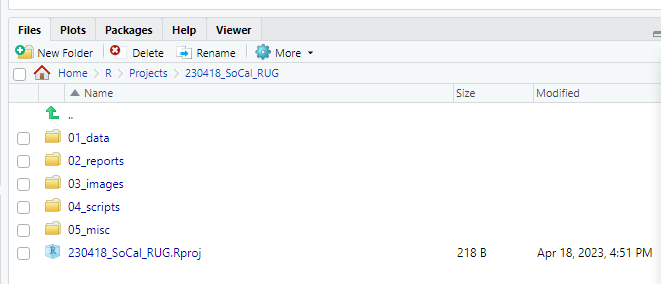 Files Plots Packages Help Viewer
New Folder Delete Rename More
Home R Projects 230418_SoCal_RUG
Name Size Modified
..
01_data
02_reports
03_images
04_scripts
05_misc
230418_SoCal_RUG.Rproj 218 B Apr 18, 2023, 4:51 PM